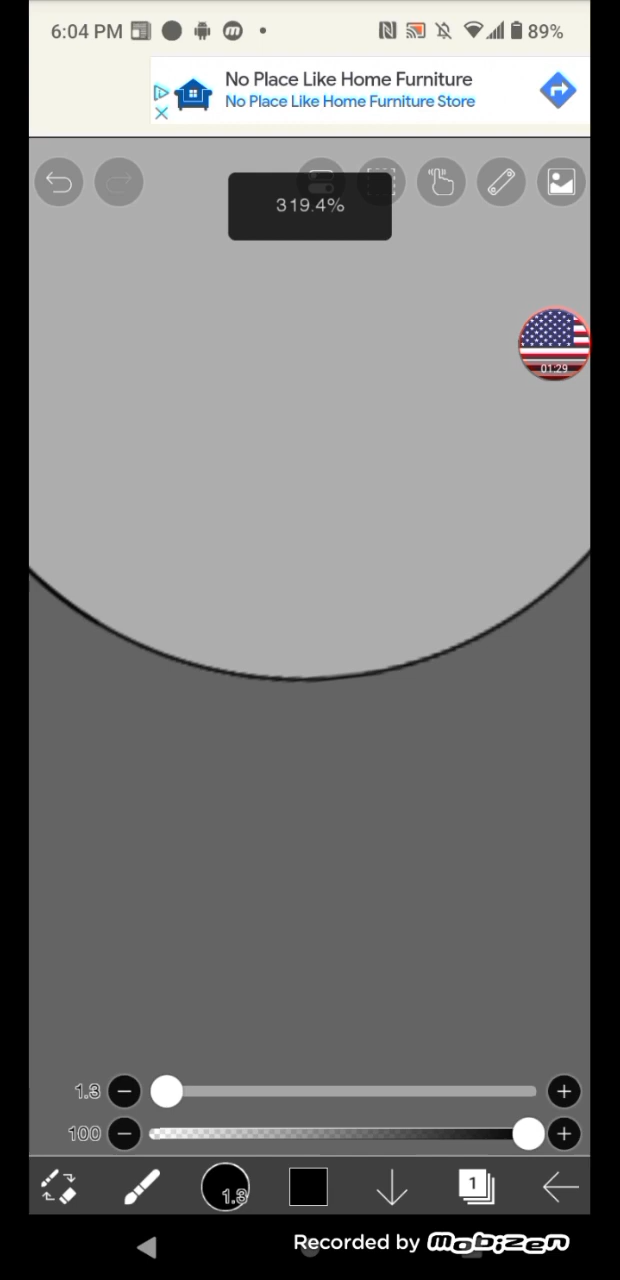 6:04 PM
89%
No Place Like Home Furniture
No Place Like Home Furniture Store
319.4%
01:29
1.3
100
1.3
1
Recorded by Mobizen